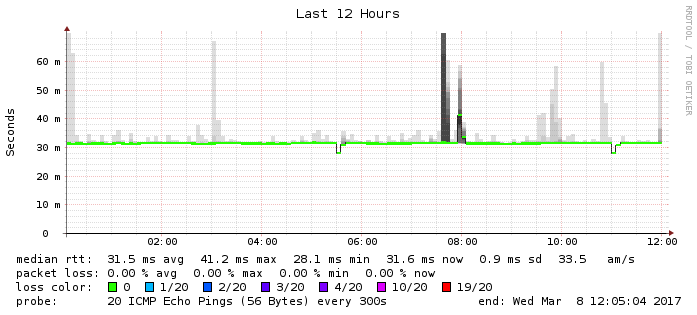 Last 12 Hours
RRDTOOL / TOBI OETIKER
Seconds
60 m
50 m
40 m
30 m
20 m
10 m
0
02:00 04:00 06:00 08:00 10:00 12:00
median rtt: 31.5 ms avg 41.2 ms max 28.1 ms min 31.6 ms now 0.9 ms sd 33.5 am/s
packet loss: 0.00 % avg 0.00 % max 0.00 % min 0.00 % now
loss color: 0 1/20 2/20 3/20 4/20 10/20 19/20
probe: 20 ICMP Echo Pings (56 Bytes) every 300s end: Wed Mar 8 12:05:04 2017